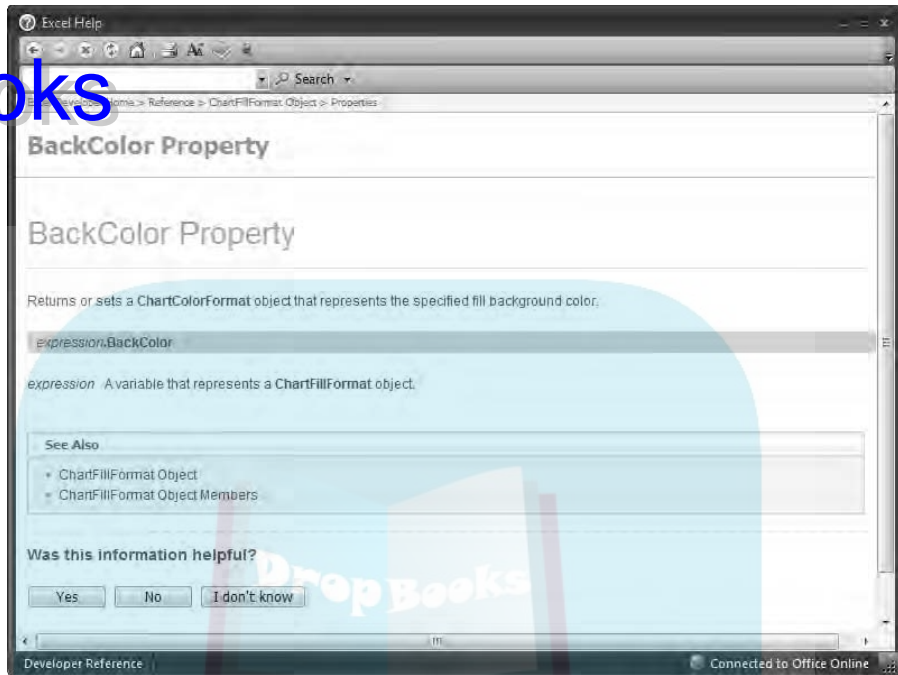 Excel Help
Search
oks
Excel Developer Home > Reference > ChartFillFormat Object > Properties
BackColor Property
BackColor Property
Returns or sets a ChartColorFormat object that represents the specified fill background color.
expression.BackColor
expression A variable that represents a ChartFillFormat object.
See Also
ChartFillFormat Object
ChartFillFormat Object Members
Was this information helpful?
DropBooks
Yes No I don't know
Developer Reference Connected to Office Online